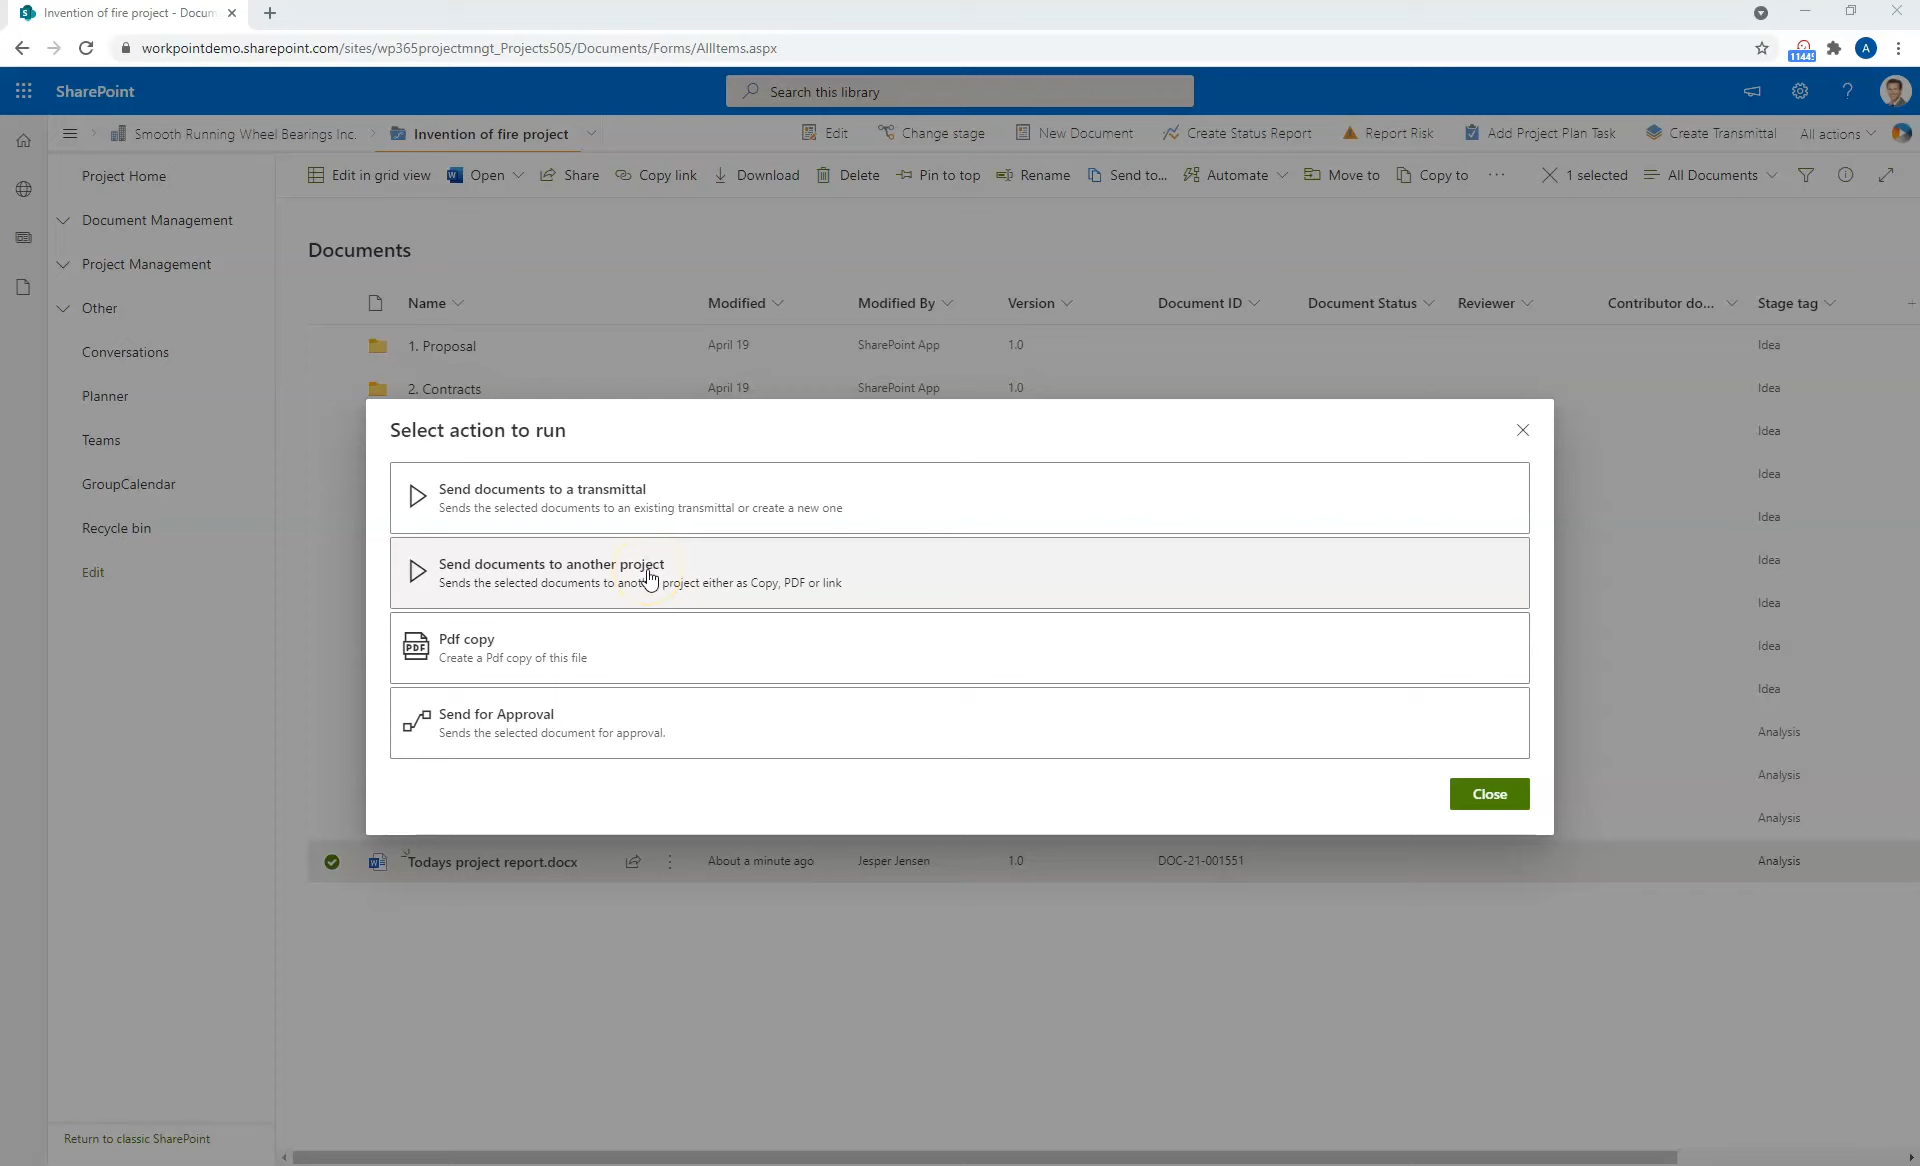 Invention of fire project - Docum
workpointdemo.sharepoint.com/sites/wp365projectmngt_Projects505/Documents/Forms/AllItems.aspx
A
SharePoint
Search this library
Smooth Running Wheel Bearings Inc.
Invention of fire project
Edit
Change stage
New Document
Create Status Report
Report Risk
Add Project Plan Task
Create Transmittal
All actions
Edit in grid view
Open
Share
Copy link
Download
Delete
Pin to top
Rename
Send to...
Automate
Move to
Copy to
1 selected
All Documents
Project Home
Document Management
Project Management
Other
Conversations
Planner
Teams
GroupCalendar
Recycle bin
Edit
Return to classic SharePoint
Documents
Name
Modified
Modified By
Version
Document ID
Document Status
Reviewer
Contributor do...
Stage tag
1. Proposal April 19 SharePoint App 1.0 Idea
2. Contracts April 19 SharePoint App 1.0 Idea
Idea
Idea
Idea
Idea
Idea
Idea
Idea
Analysis
Analysis
Analysis
Select action to run
Send documents to a transmittal
Sends the selected documents to an existing transmittal or create a new one
Send documents to another project
Sends the selected documents to project either as Copy, PDF or link
PDF
Pdf copy
Create a Pdf copy of this file
Send for Approval
Sends the selected document for approval.
Close
Todays project report.docx About a minute ago Jesper Jensen 1.0 DOC-21-001551 Analysis